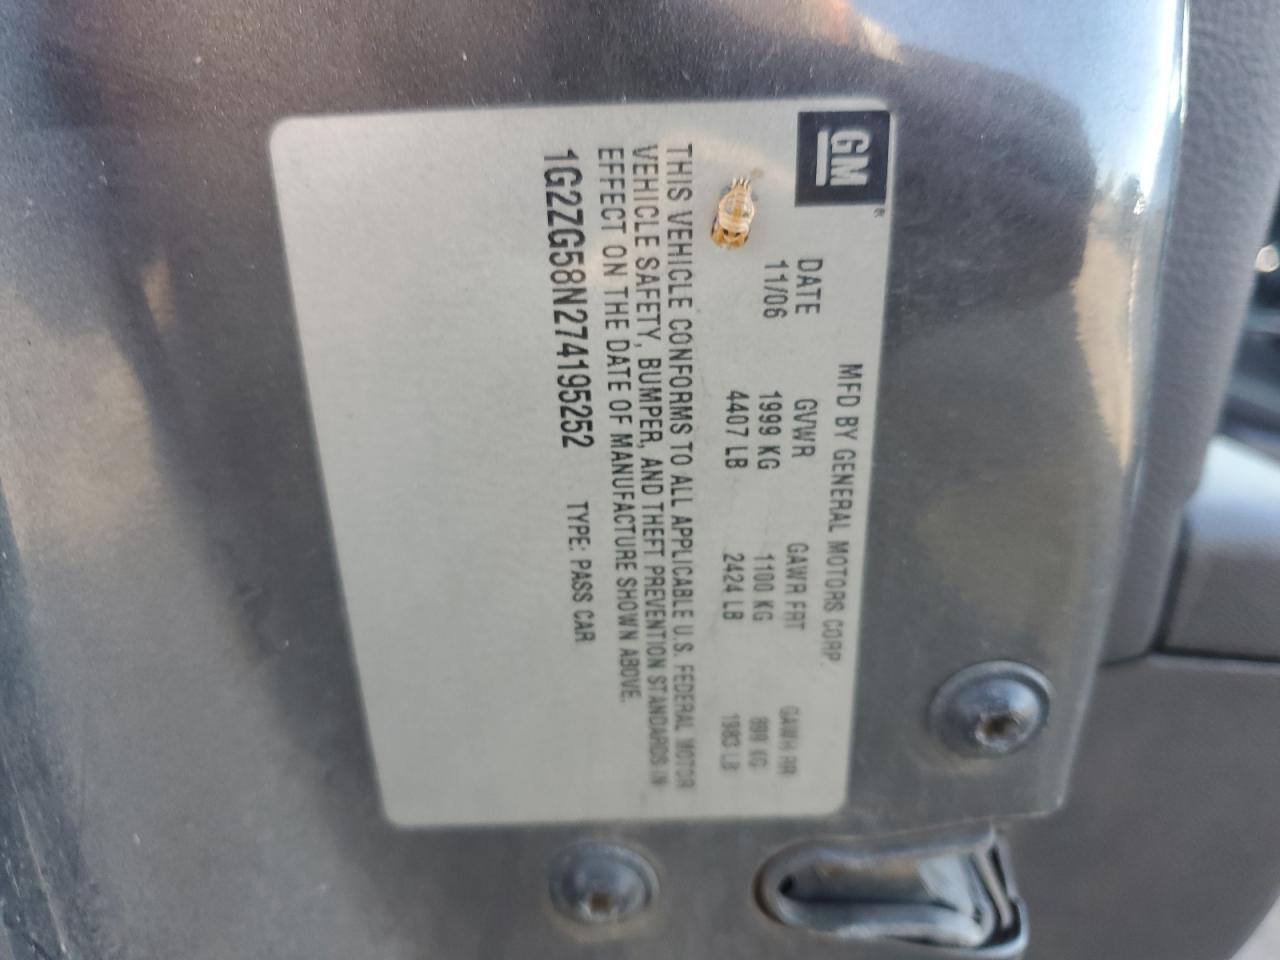 GM
MFD BY GENERAL MOTORS CORP.
DATE GVWR GAWR FRT GAWR RR
11/06 1999 KG 1100 KG 899 KG
4407 LB 2424 LB 1983 LB
THIS VEHICLE CONFORMS TO ALL APPLICABLE U.S. FEDERAL MOTOR
VEHICLE SAFETY, BUMPER, AND THEFT PREVENTION STANDARDS IN
EFFECT ON THE DATE OF MANUFACTURE SHOWN ABOVE.
1G2ZG58N274195252 TYPE: PASS CAR